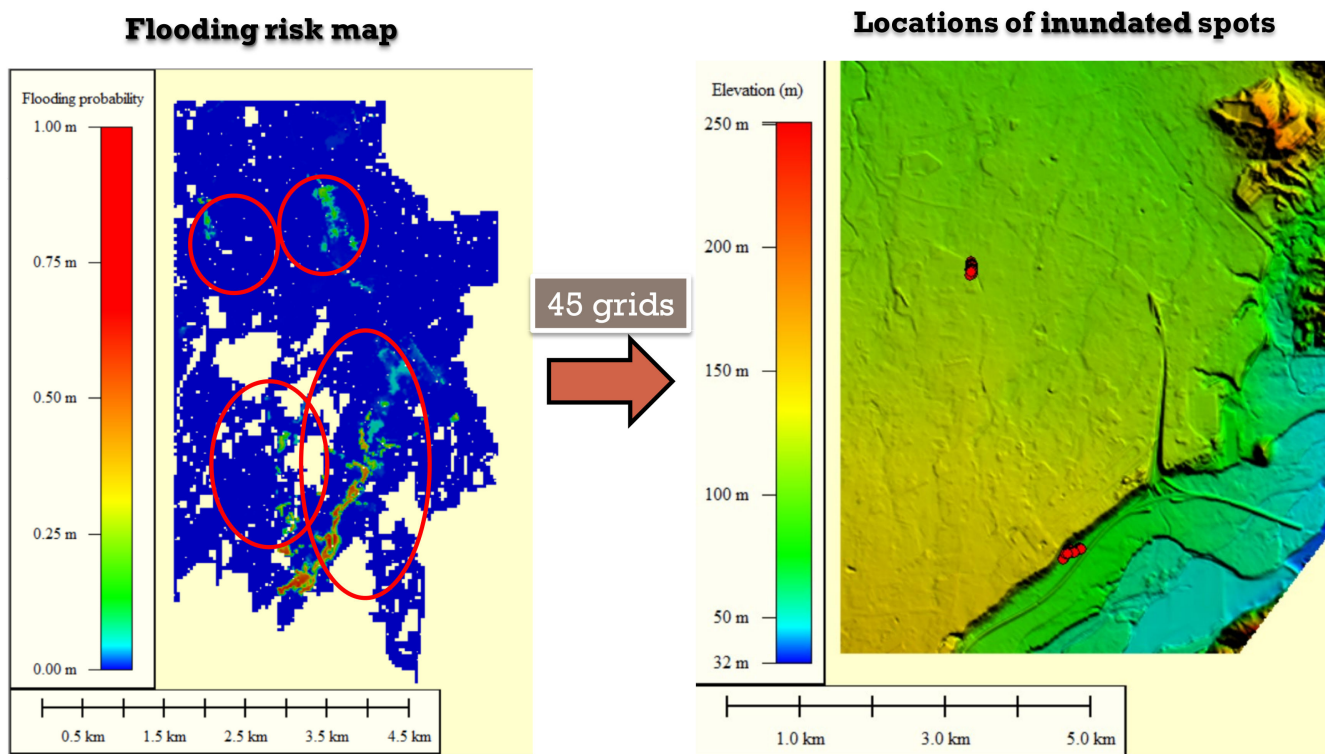 Flooding risk map
Locations of inundated spots
Flooding probability
1.00 m
0.75 m
0.50 m
0.25 m
0.00 m
0.5 km 1.5 km 2.5 km 3.5 km 4.5 km
45 grids
Elevation (m)
250 m
200 m
150 m
100 m
50 m
32 m
1.0 km 3.0 km 5.0 km